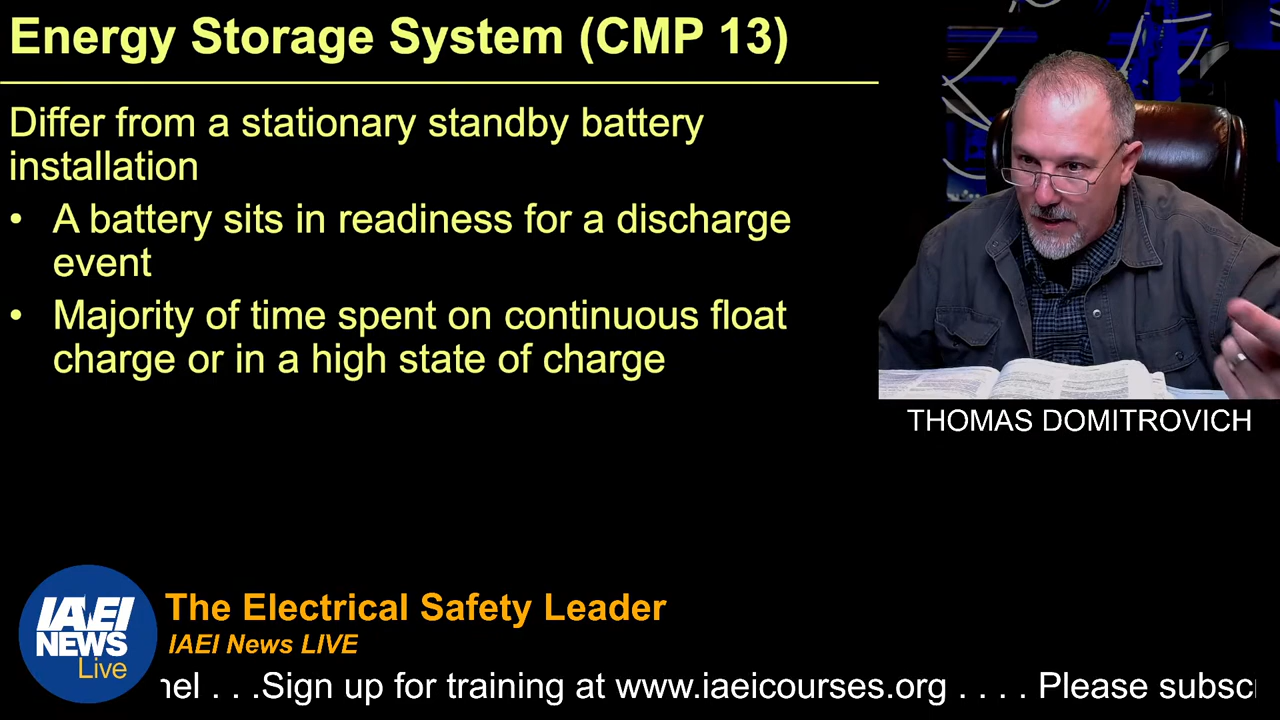 Energy Storage System (CMP 13)
Differ from a stationary standby battery
installation
• A battery sits in readiness for a discharge
event
• Majority of time spent on continuous float
charge or in a high state of charge
THOMAS DOMITROVICH
IAEI
NEWS
Live
The Electrical Safety Leader
IAEI News LIVE
nel . . .Sign up for training at www.iaeicourses.org . . . . Please subsc